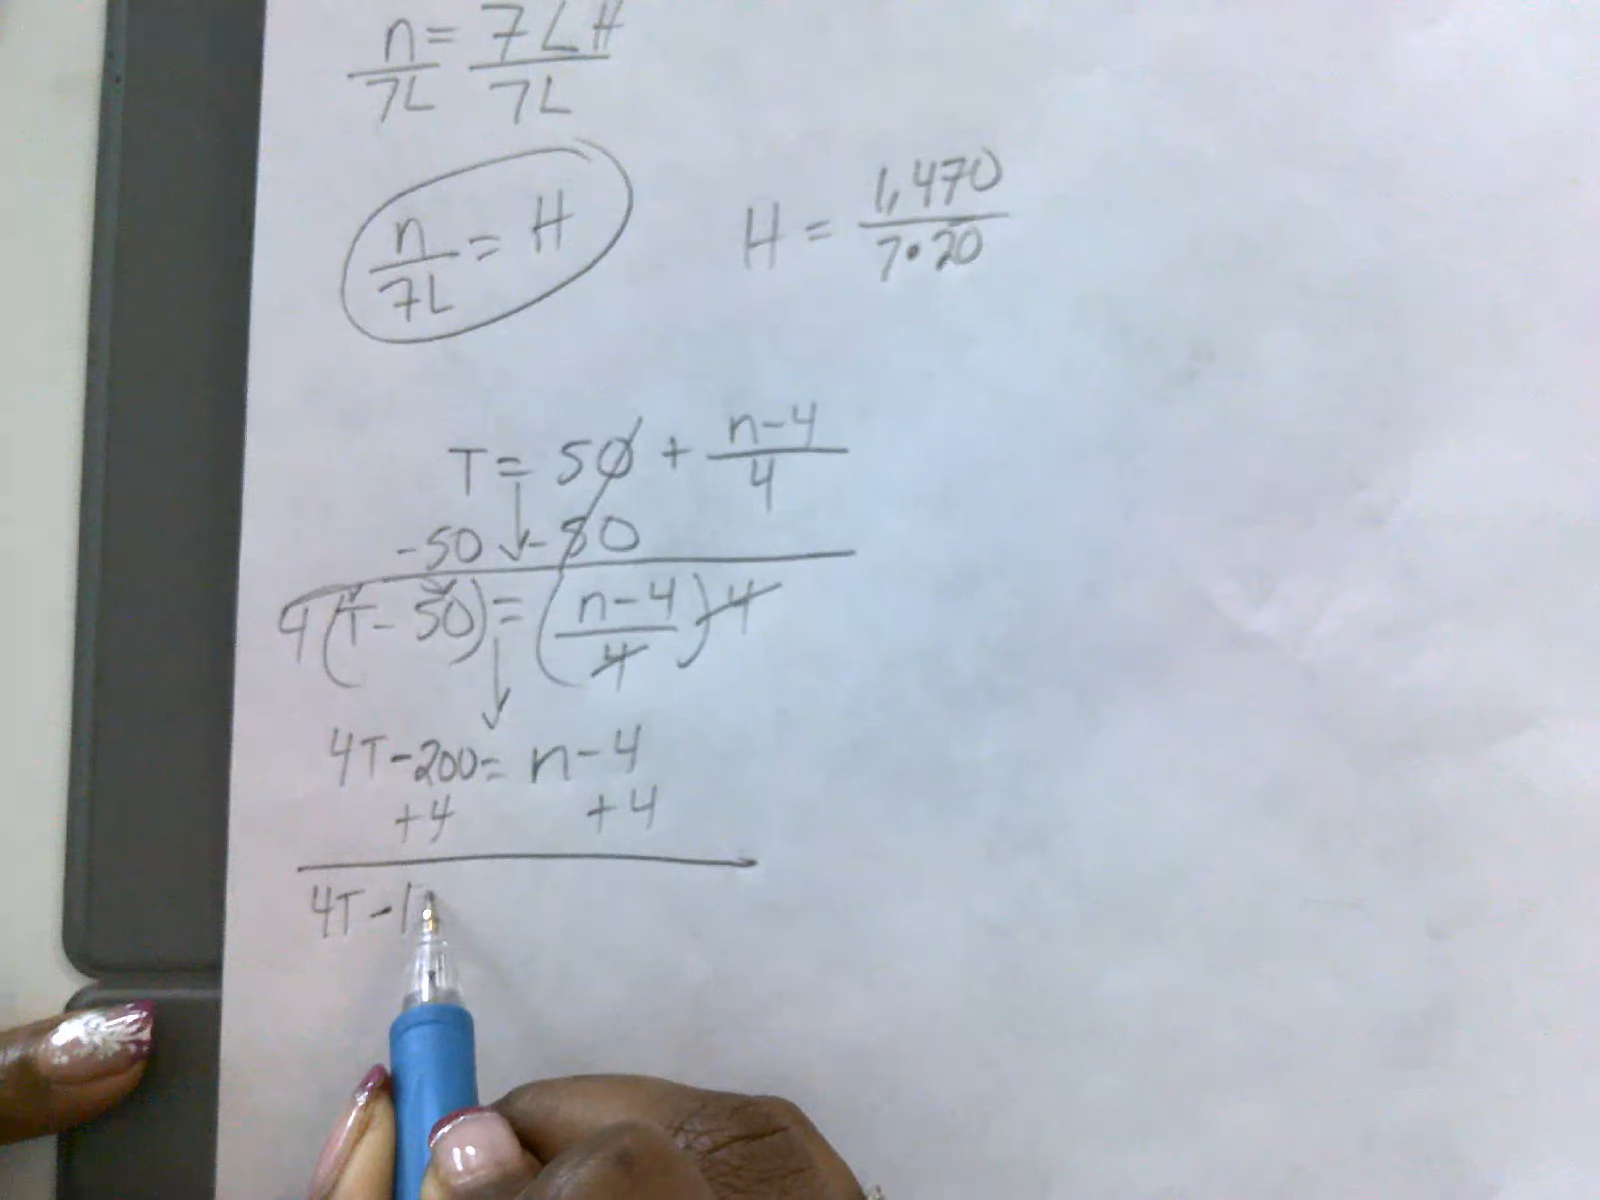 n = 7LH
7L 7L
n/7L = H
H = 1,470/7•20
T = 50 + n-4/4
-50 -50
4(T-50) = (n-4/4) 4
4T-200= n-4
+4 +4
4T-1